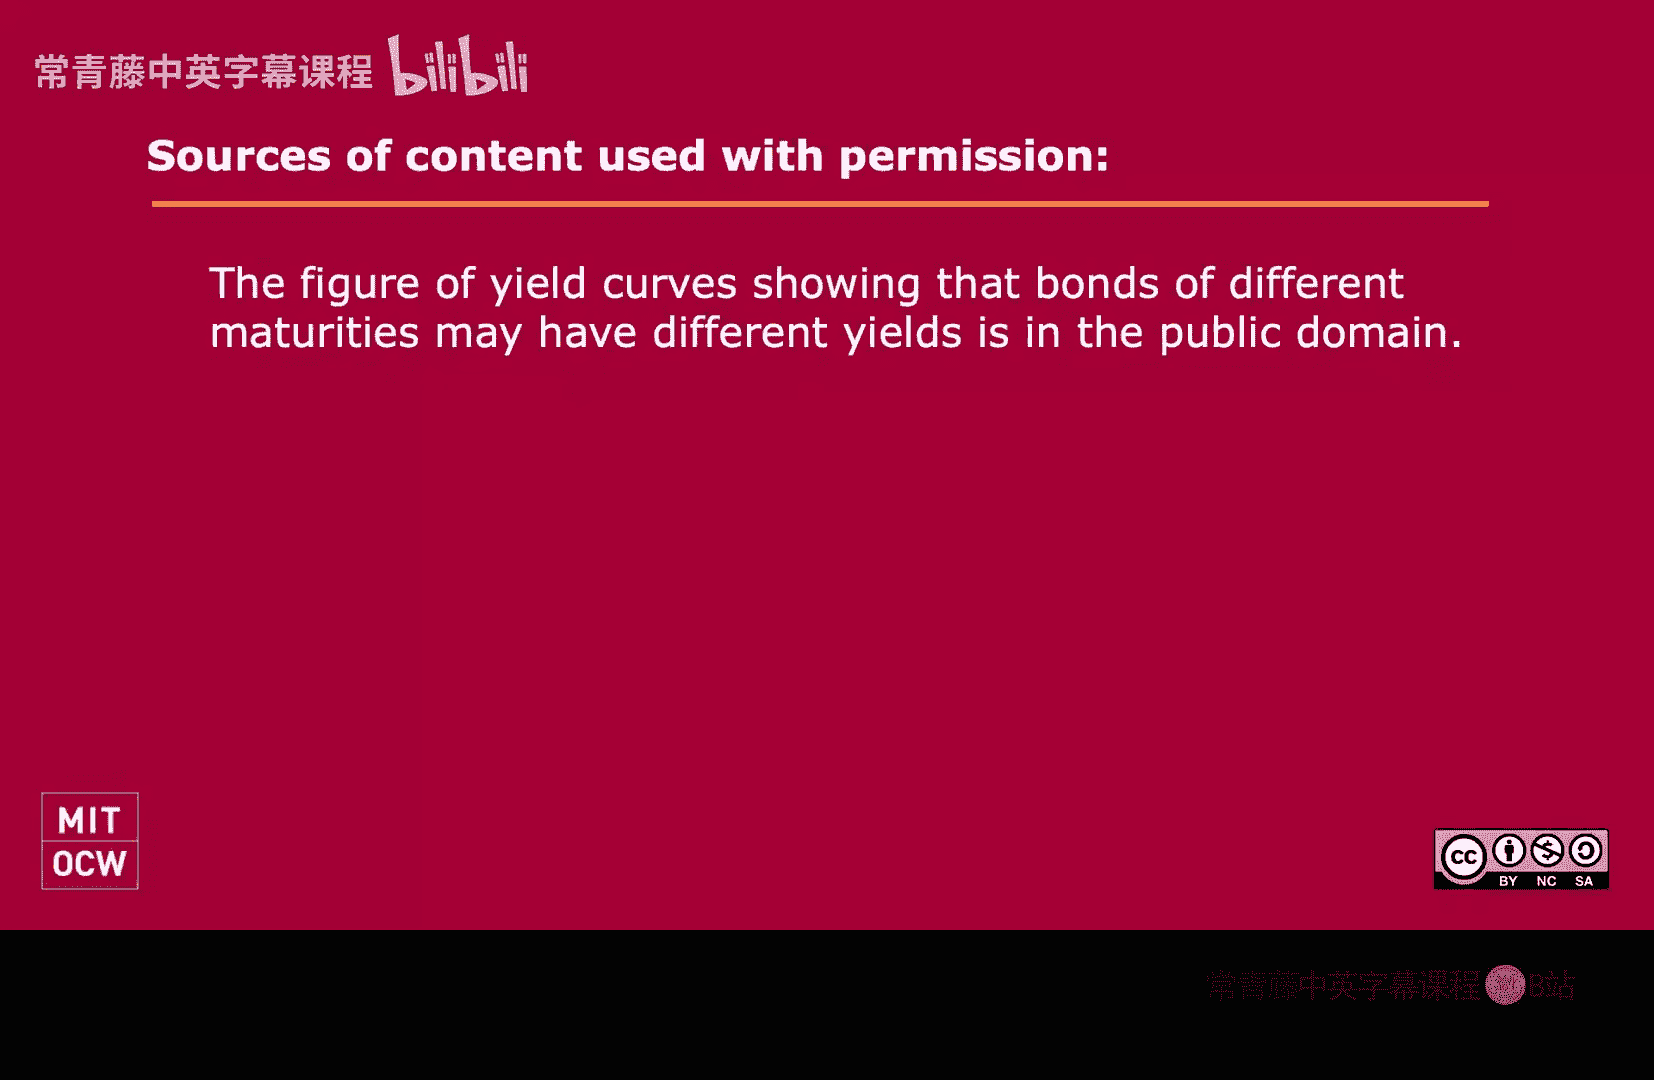 常青藤中英字幕课程 bilibili
Sources of content used with permission:
The figure of yield curves showing that bonds of different
maturities may have different yields is in the public domain.
MIT
OCW
cc
BY NC SA
常青藤中英字幕课程 B站